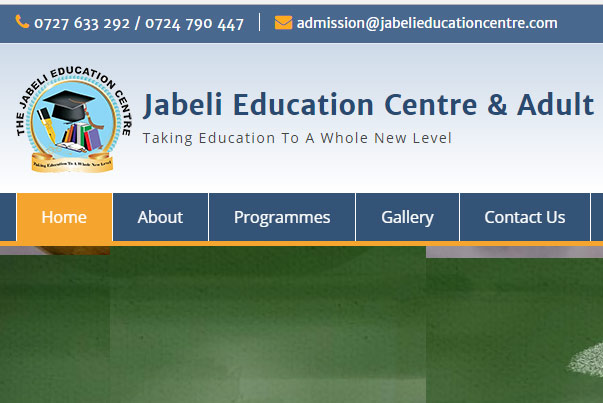 0727 633 292 / 0724 790 447
admission@jabelieducationcentre.com
THE JABELI EDUCATION CENTRE
Taking Education To A Whole New Level
Jabeli Education Centre & Adult
Taking Education To A Whole New Level
Home
About
Programmes
Gallery
Contact Us